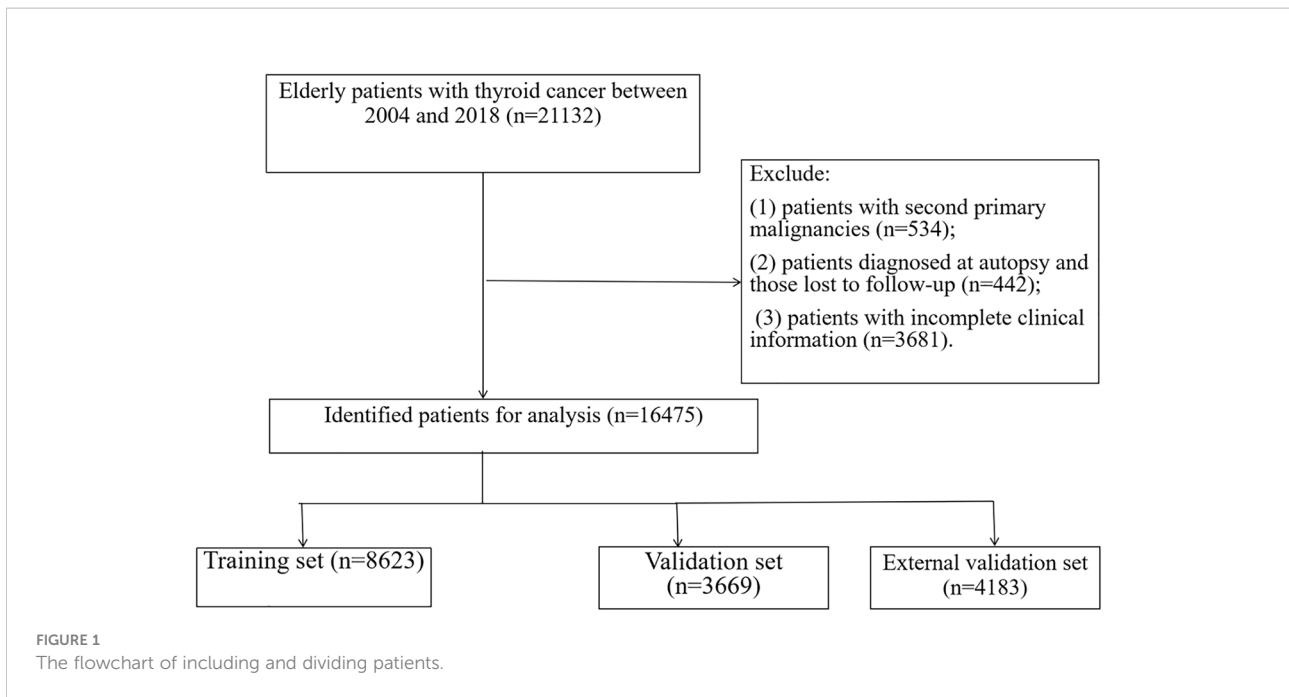 Elderly patients with thyroid cancer between
2004 and 2018 (n=21132)
Exclude:
(1) patients with second primary
malignancies (n=534);
(2) patients diagnosed at autopsy and
those lost to follow-up (n=442);
(3) patients with incomplete clinical
information (n=3681).
Identified patients for analysis (n=16475)
Training set (n=8623)
Validation set
(n=3669)
External validation set
(n=4183)
FIGURE 1
The flowchart of including and dividing patients.